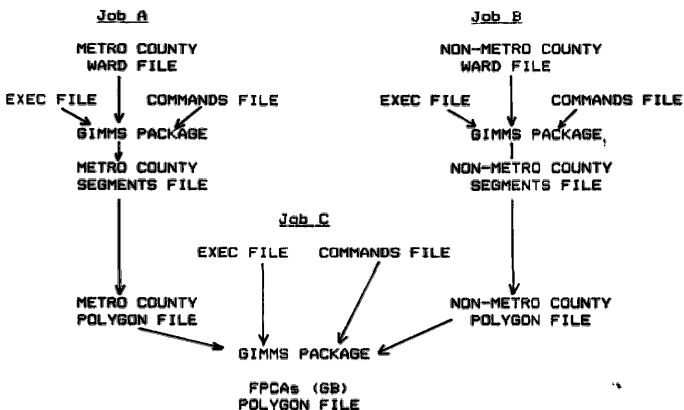 Job A
METRO COUNTY
WARD FILE
EXEC FILE
COMMANDS FILE
GIMMS PACKAGE
METRO COUNTY
SEGMENTS FILE
METRO COUNTY
POLYGON FILE
Job B
NON-METRO COUNTY
WARD FILE
EXEC FILE
COMMANDS FILE
GIMMS PACKAGE
NON-METRO COUNTY
SEGMENTS FILE
NON-METRO COUNTY
POLYGON FILE
Job C
EXEC FILE
COMMANDS FILE
GIMMS PACKAGE
FPCAs (GB)
POLYGON FILE